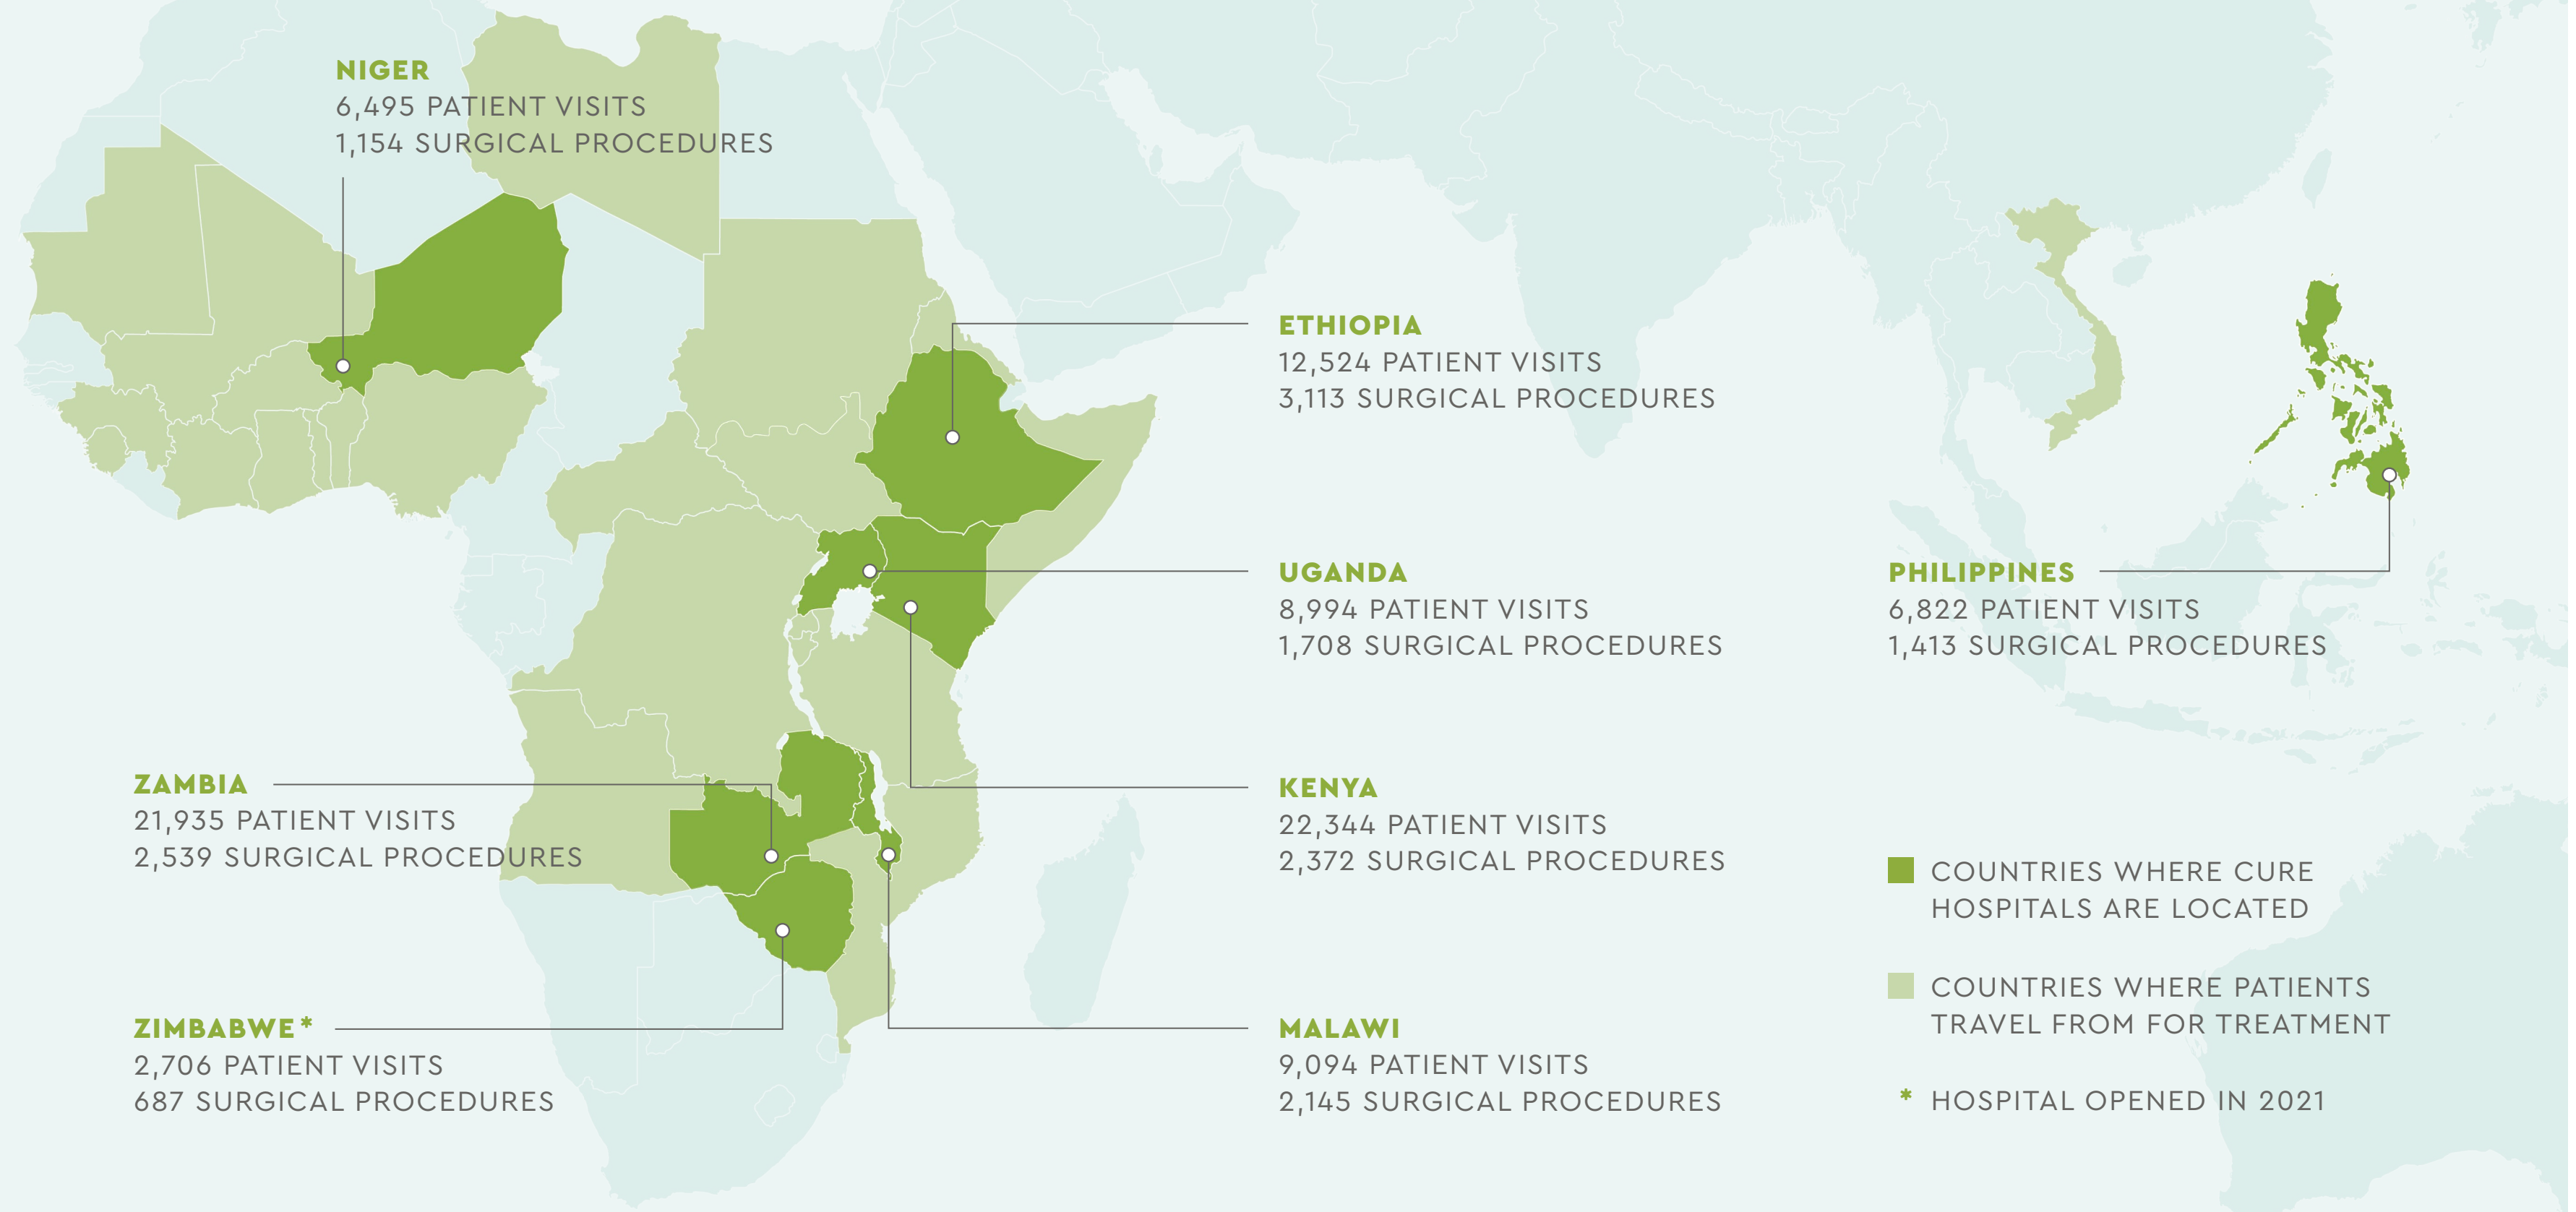 NIGER
6,495 PATIENT VISITS
1,154 SURGICAL PROCEDURES
ETHIOPIA
12,524 PATIENT VISITS
3,113 SURGICAL PROCEDURES
UGANDA
8,994 PATIENT VISITS
1,708 SURGICAL PROCEDURES
PHILIPPINES
6,822 PATIENT VISITS
1,413 SURGICAL PROCEDURES
ZAMBIA
21,935 PATIENT VISITS
2,539 SURGICAL PROCEDURES
KENYA
22,344 PATIENT VISITS
2,372 SURGICAL PROCEDURES
ZIMBABWE*
2,706 PATIENT VISITS
687 SURGICAL PROCEDURES
MALAWI
9,094 PATIENT VISITS
2,145 SURGICAL PROCEDURES
COUNTRIES WHERE CURE
HOSPITALS ARE LOCATED
COUNTRIES WHERE PATIENTS
TRAVEL FROM FOR TREATMENT
* HOSPITAL OPENED IN 2021